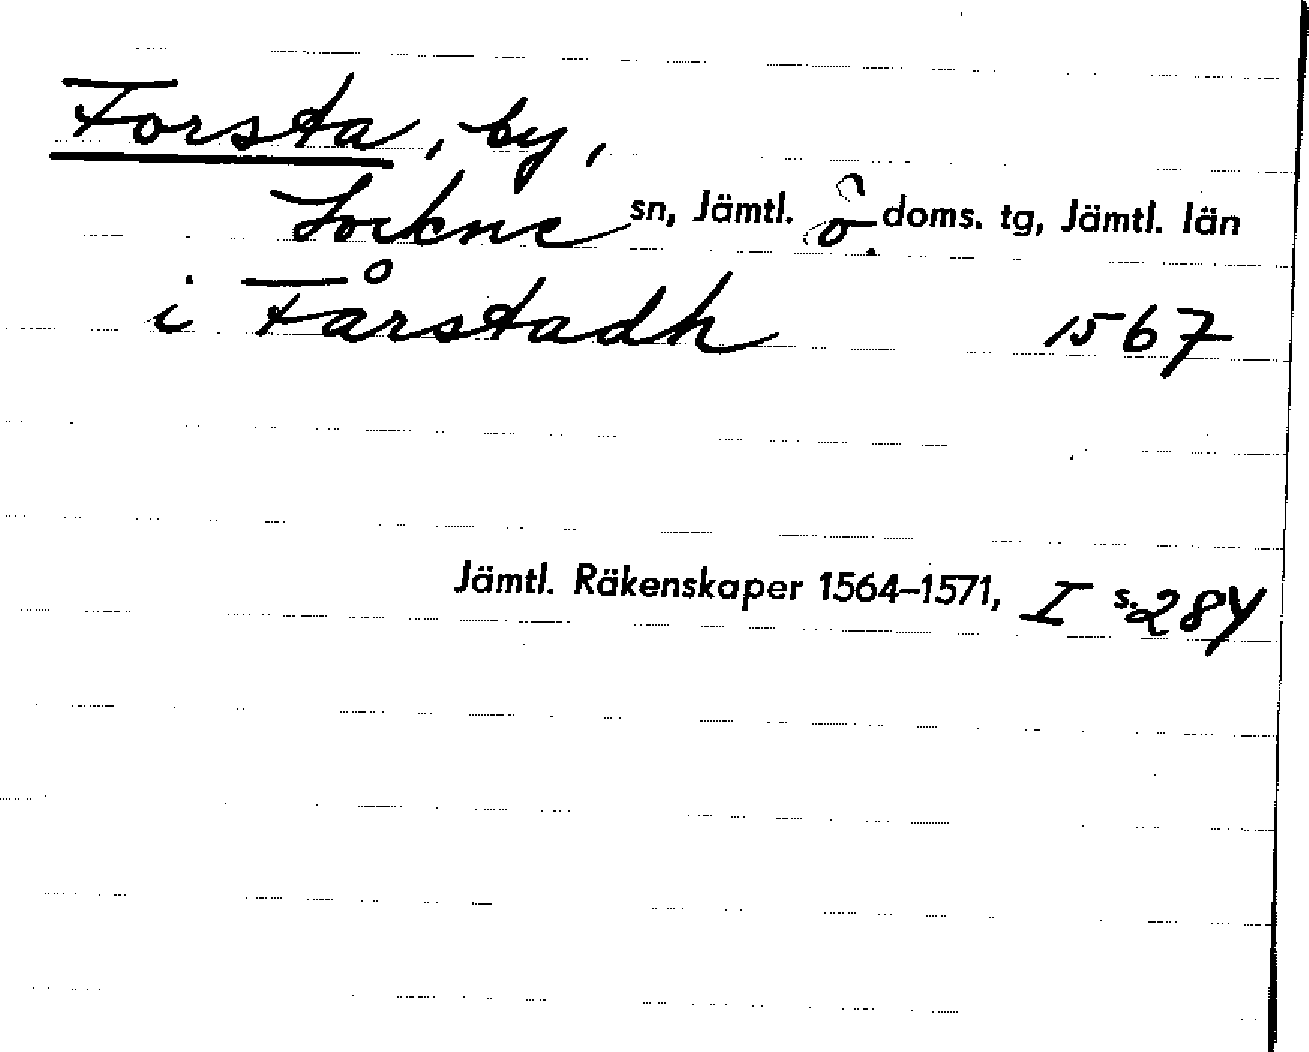 Forsta, by,
Lockne sn, Jämtl. ö. doms. tg, Jämtl. län
i Fårstadh 1567
Jämtl. Räkenskaper 1564–1571, I s. 284